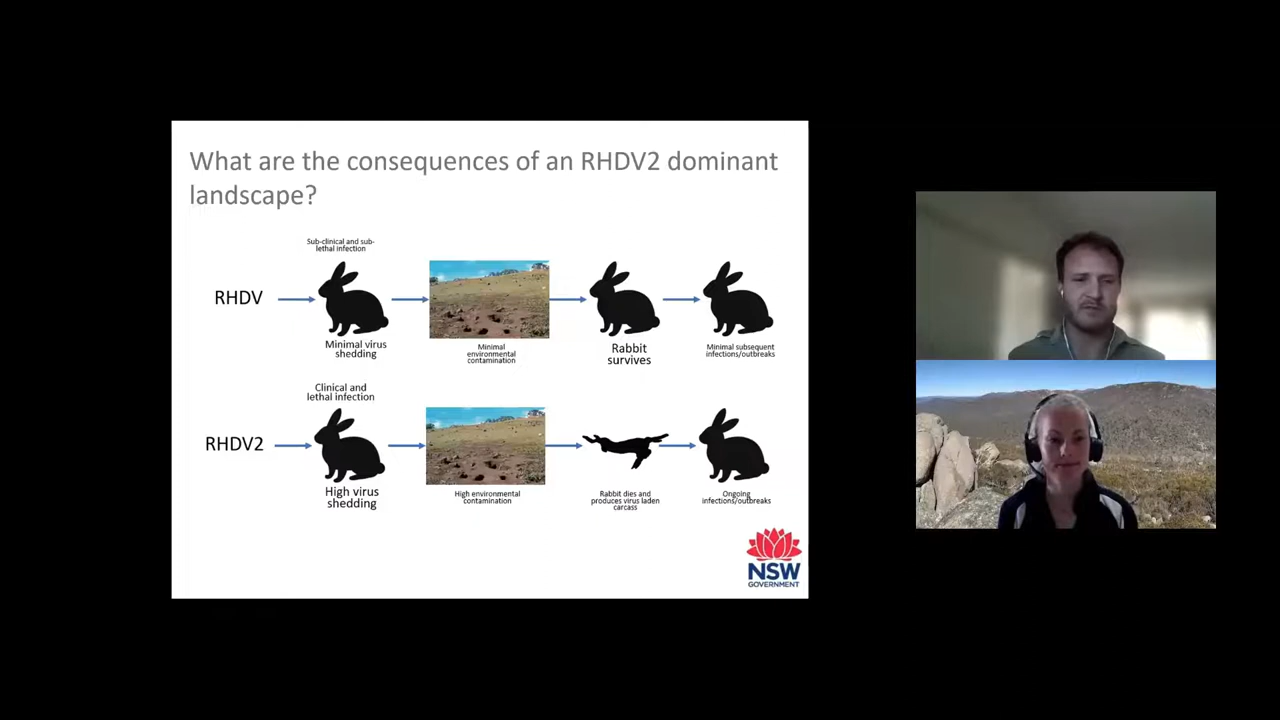 What are the consequences of an RHDV2 dominant
landscape?
Sub-clinical and sub-
lethal infection
RHDV
Minimal virus
shedding
Minimal
environmental
contamination
Rabbit
survives
Minimal subsequent
infections/outbreaks
Clinical and
lethal infection
RHDV2
High virus
shedding
High environmental
contamination
Rabbit dies and
produces virus laden
carcass
Ongoing
infections/outbreaks
NSW
GOVERNMENT